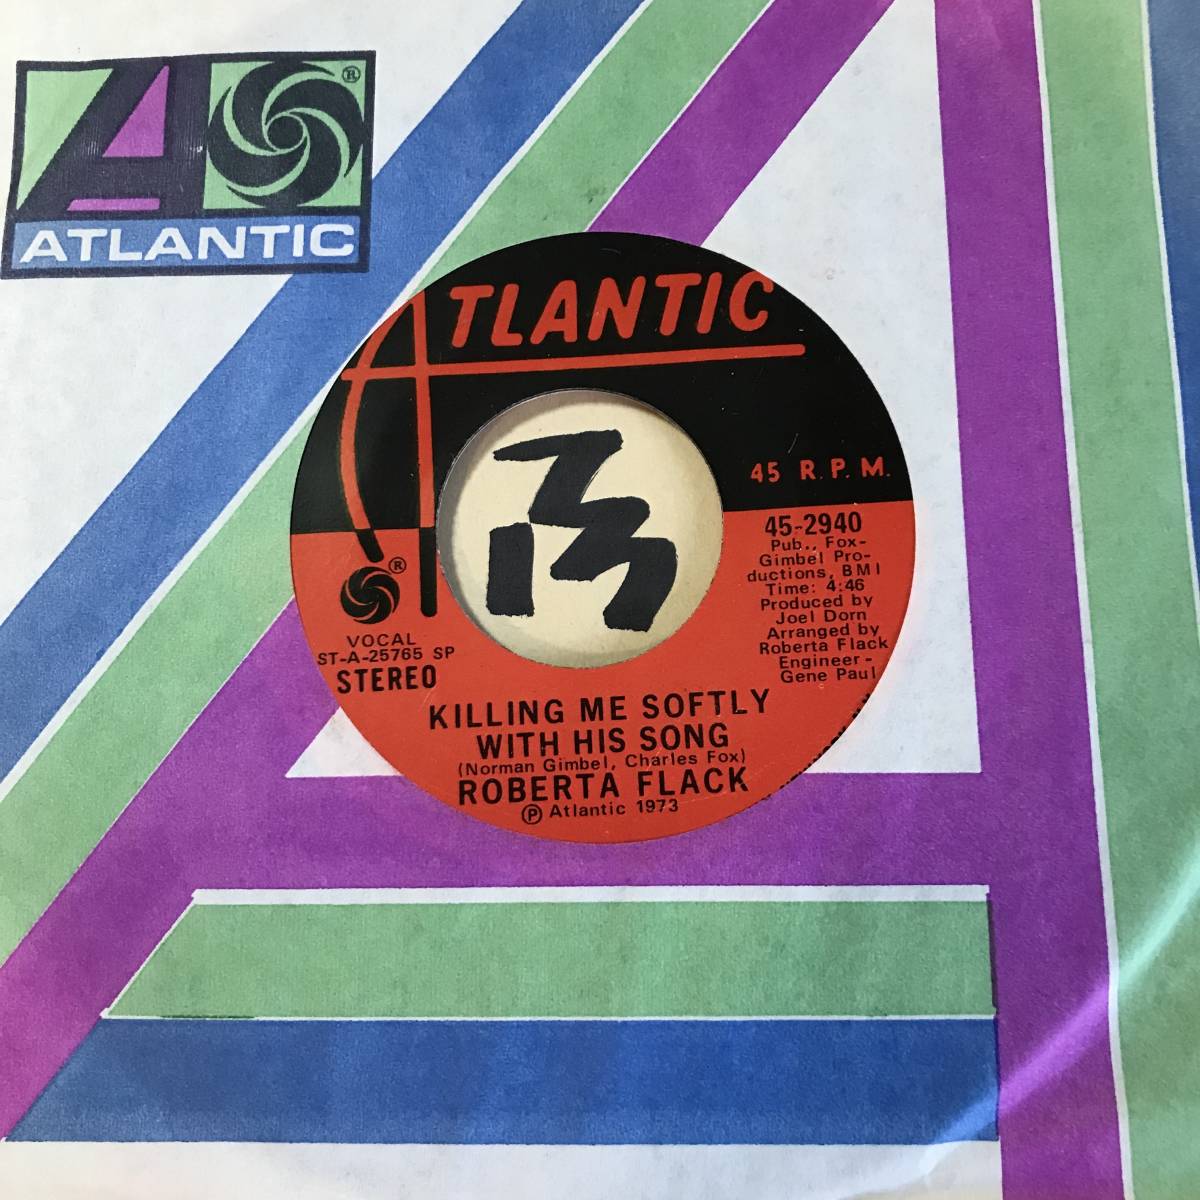 ®
ATLANTIC
ATLANTIC
45 R.P.M.
45-2940
Pub., Fox-
Gimbel Pro-
ductions, BMI
Time: 4:46
Produced by
Joel Dorn
Arranged by
Roberta Flack
Engineer -
Gene Paul
®
VOCAL
ST-A-25765 SP
STEREO
KILLING ME SOFTLY
WITH HIS SONG
(Norman Gimbel, Charles Fox)
ROBERTA FLACK
℗ Atlantic 1973